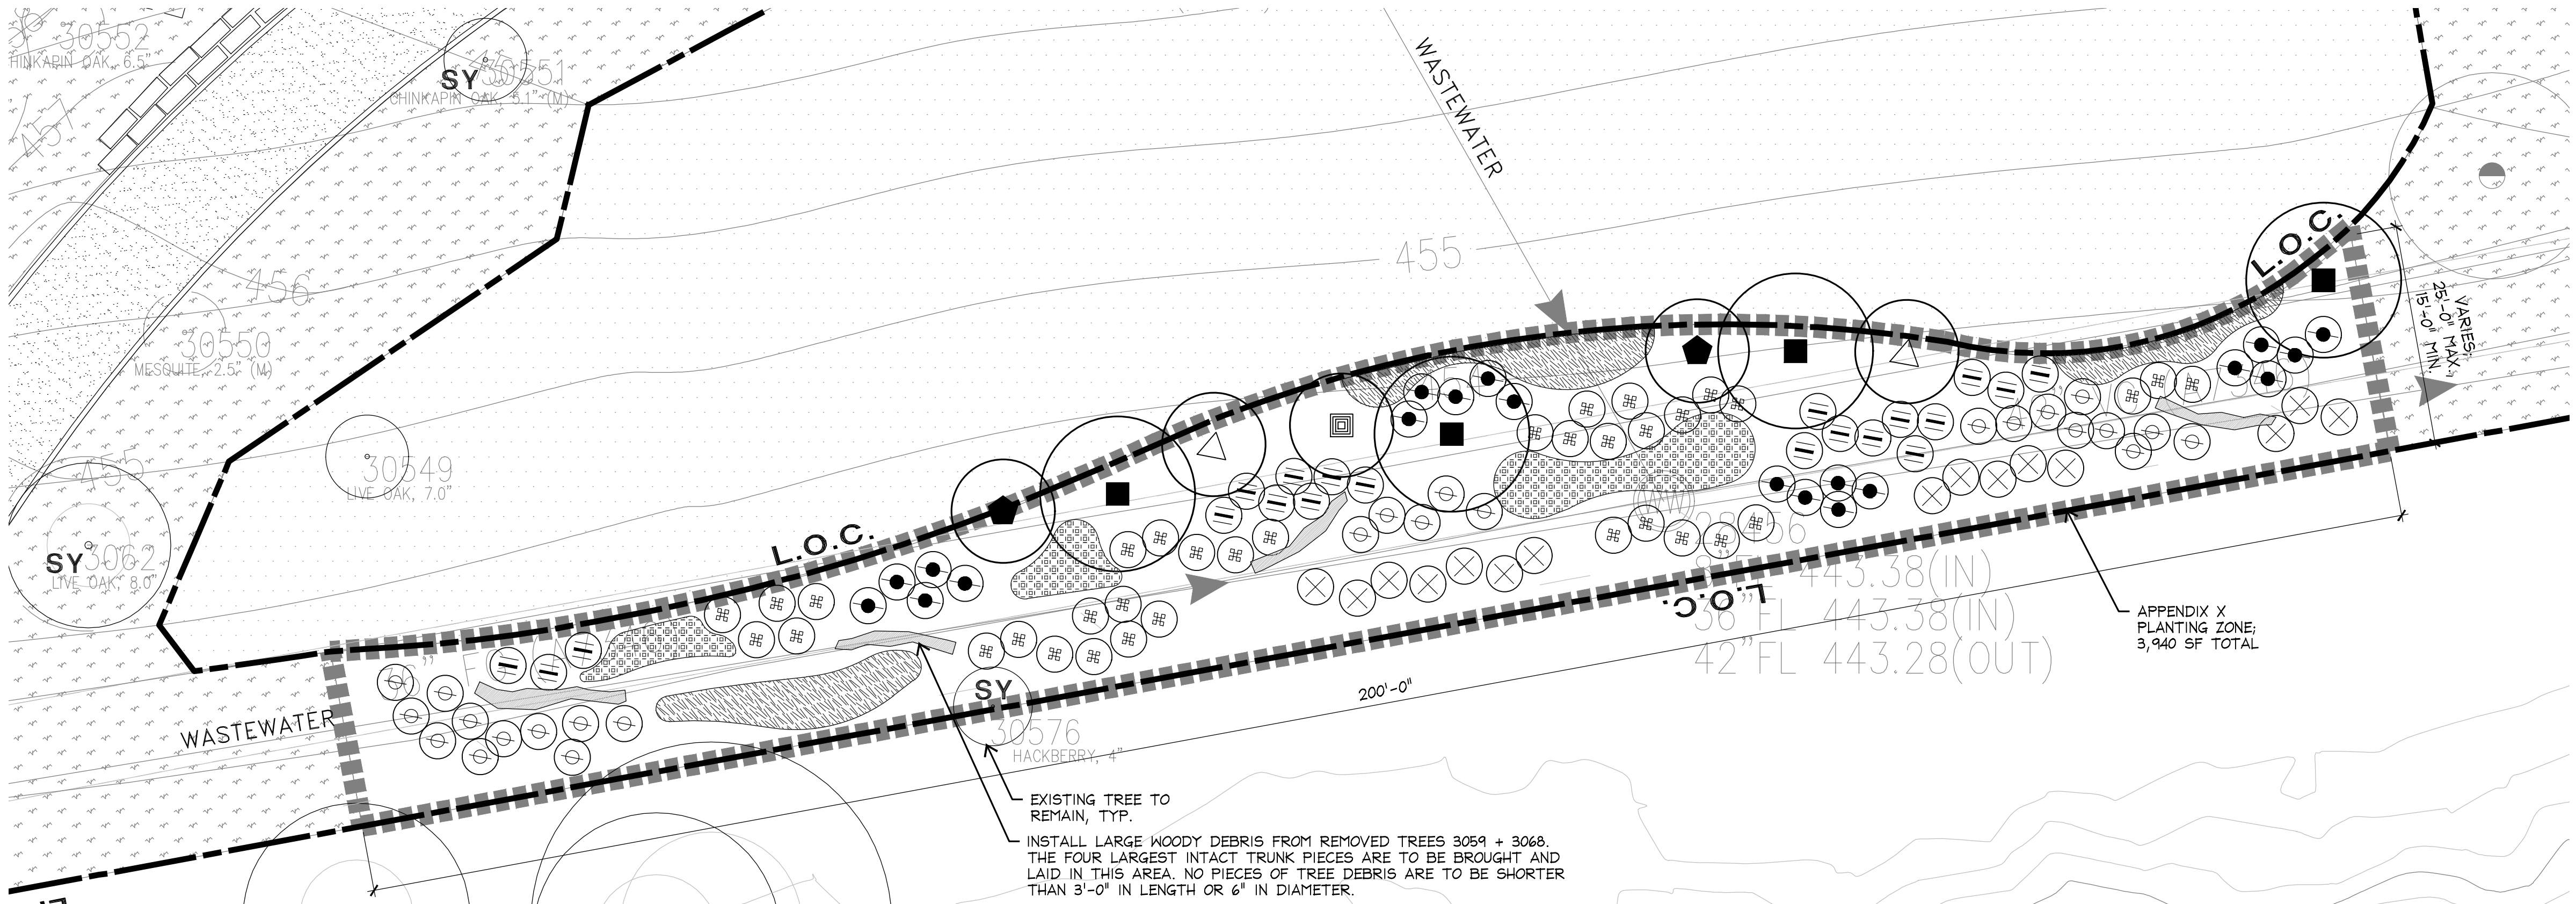 30552
HINKAPIN OAK, 6.5"
SY
30551
CHINKAPIN OAK, 5.1" (M)
457
456
30550
MESQUITE, 2.5" (M)
455
30549
LIVE OAK, 7.0"
SY
3062
LIVE OAK, 8.0"
WASTEWATER
WASTEWATER
455
L.O.C.
L.O.C.
L.O.C.
VARIES;
25'-0" MAX,
15'-0" MIN.
(WW)
28456
8"FL 443.38(IN)
36"FL 443.38(IN)
42"FL 443.28(OUT)
APPENDIX X
PLANTING ZONE;
3,940 SF TOTAL
200'-0"
SY
30576
HACKBERRY, 4"
EXISTING TREE TO
REMAIN, TYP.
INSTALL LARGE WOODY DEBRIS FROM REMOVED TREES 3059 + 3068.
THE FOUR LARGEST INTACT TRUNK PIECES ARE TO BE BROUGHT AND
LAID IN THIS AREA. NO PIECES OF TREE DEBRIS ARE TO BE SHORTER
THAN 3'-0" IN LENGTH OR 6" IN DIAMETER.